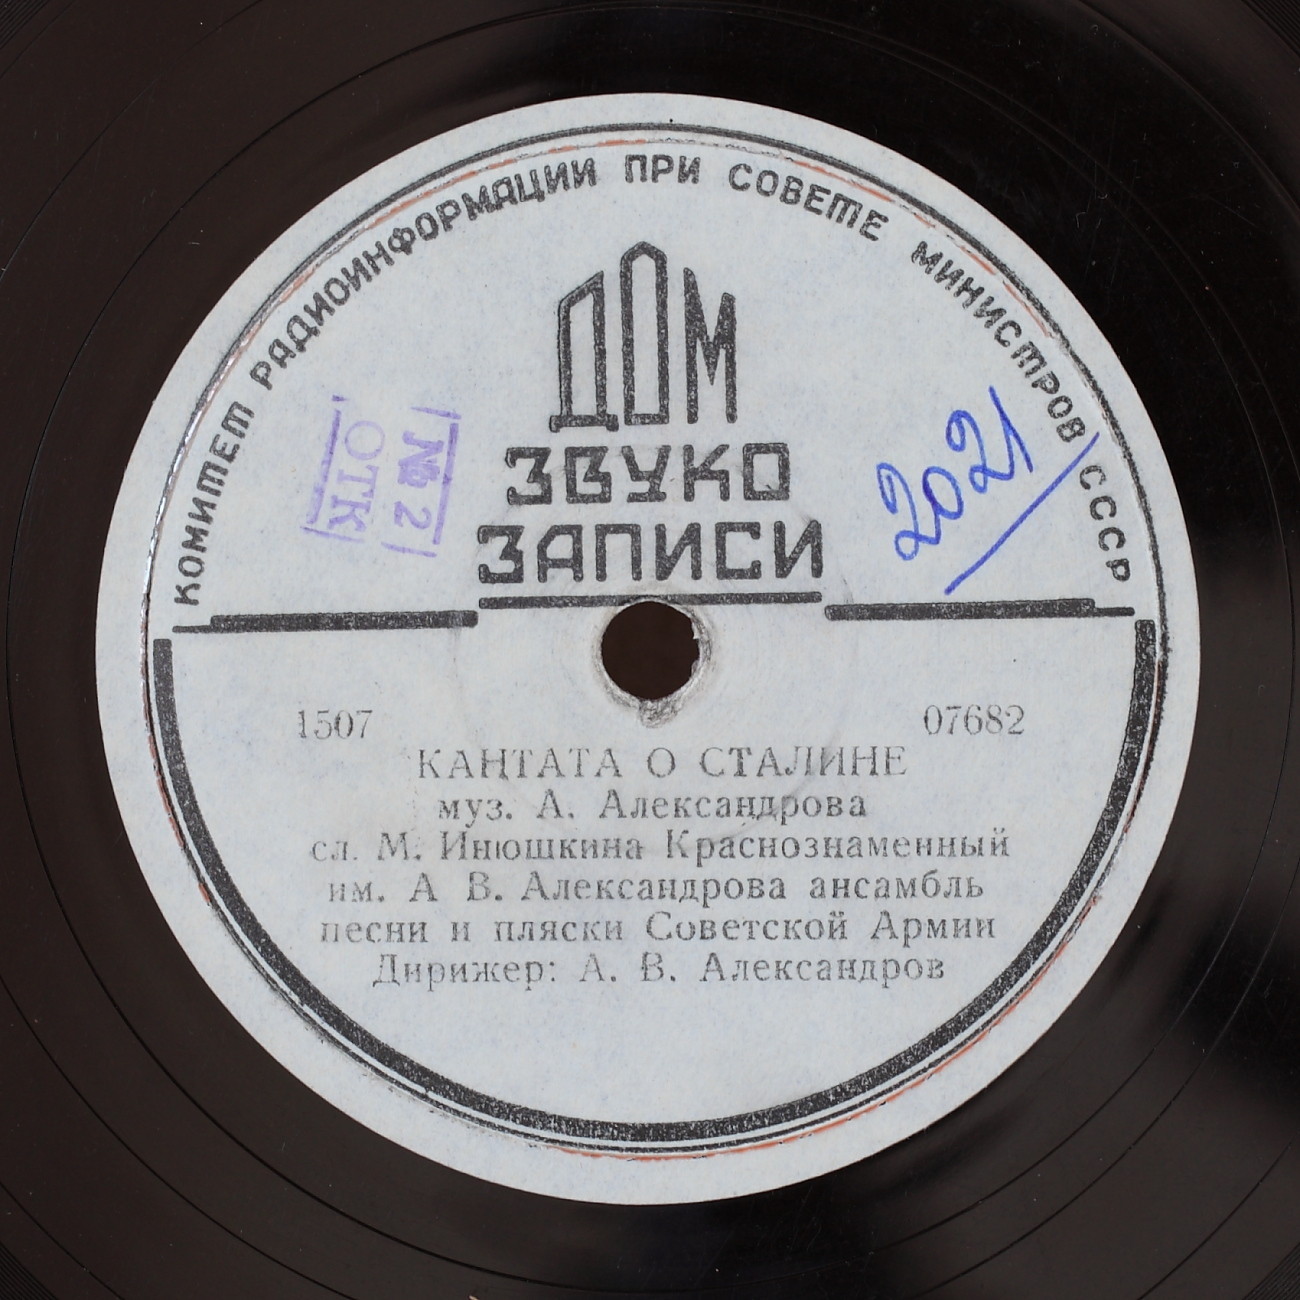 КОМИТЕТ РАДИОИНФОРМАЦИИ ПРИ СОВЕТЕ МИНИСТРОВ СССР
ДОМ
ЗВУКО
ЗАПИСИ
№ 2
ОТК
2021
1507
07682
КАНТАТА О СТАЛИНЕ
муз. А. Александрова
сл. М. Инюшкина Краснознаменный
им. А В. Александрова ансамбль
песни и пляски Советской Армии
Дирижер: А. В. Александров